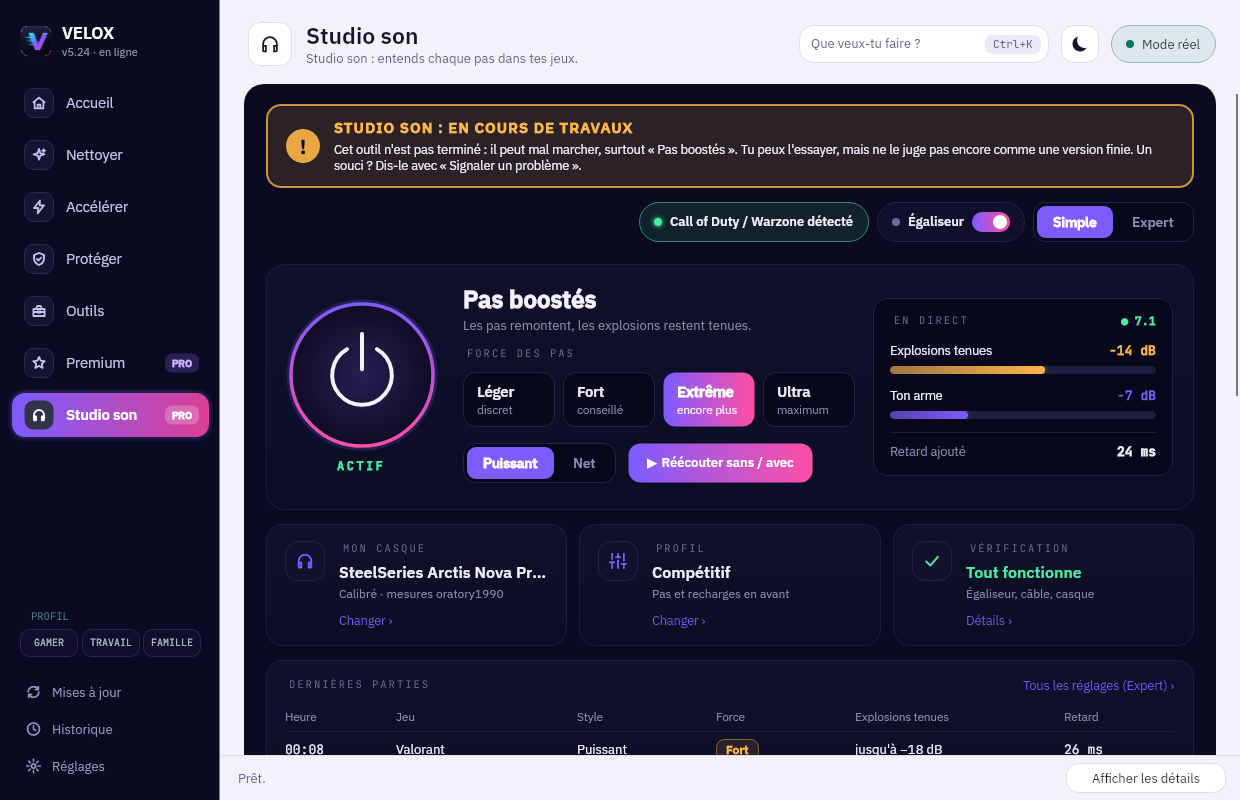 VELOX
v5.24 · en ligne
Accueil
Nettoyer
Accélérer
Protéger
Outils
Premium PRO
Studio son PRO
PROFIL
GAMER TRAVAIL FAMILLE
Mises à jour
Historique
Réglages
Studio son
Studio son : entends chaque pas dans tes jeux.
Que veux-tu faire ? Ctrl+K
Mode réel
STUDIO SON : EN COURS DE TRAVAUX
Cet outil n'est pas terminé : il peut mal marcher, surtout « Pas boostés ». Tu peux l'essayer, mais ne le juge pas encore comme une version finie. Un
souci ? Dis-le avec « Signaler un problème ».
Call of Duty / Warzone détecté
Égaliseur
Simple Expert
ACTIF
Pas boostés
Les pas remontent, les explosions restent tenues.
FORCE DES PAS
Léger
discret
Fort
conseillé
Extrême
encore plus
Ultra
maximum
Puissant Net
▶ Réécouter sans / avec
EN DIRECT 7.1
Explosions tenues -14 dB
Ton arme -7 dB
Retard ajouté 24 ms
MON CASQUE
SteelSeries Arctis Nova Pr...
Calibré · mesures oratory1990
Changer ›
PROFIL
Compétitif
Pas et recharges en avant
Changer ›
VÉRIFICATION
Tout fonctionne
Égaliseur, câble, casque
Détails ›
DERNIÈRES PARTIES
Tous les réglages (Expert) ›
Heure Jeu Style Force Explosions tenues Retard
00:08 Valorant Puissant Fort jusqu'à −18 dB 26 ms
Prêt.
Afficher les détails